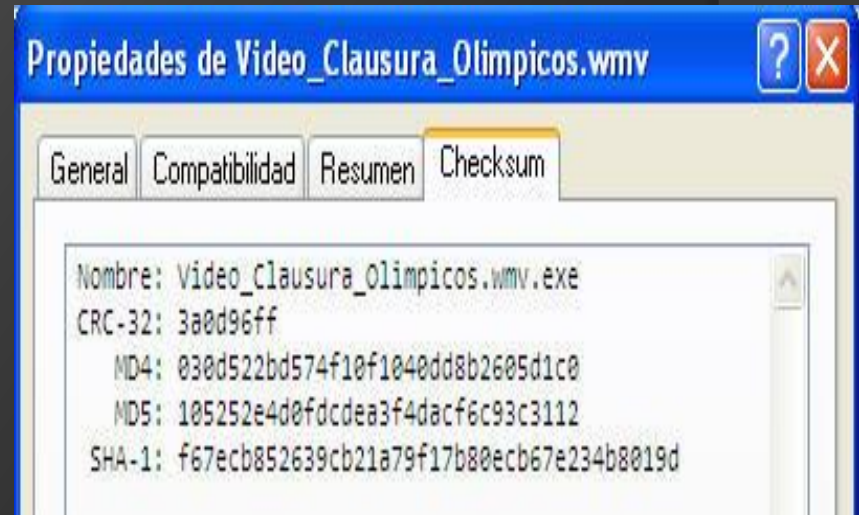 Propiedades de Video_Clausura_Olimpicos.wmv
General Compatibilidad Resumen Checksum
Nombre: Video_Clausura_Olimpicos.wmv.exe
CRC-32: 3a0d96ff
MD4: 030d522bd574f10f1040dd8b2605d1c0
MD5: 105252e4d0fdcdea3f4dacf6c93c3112
SHA-1: f67ecb852639cb21a79f17b80ecb67e234b8019d